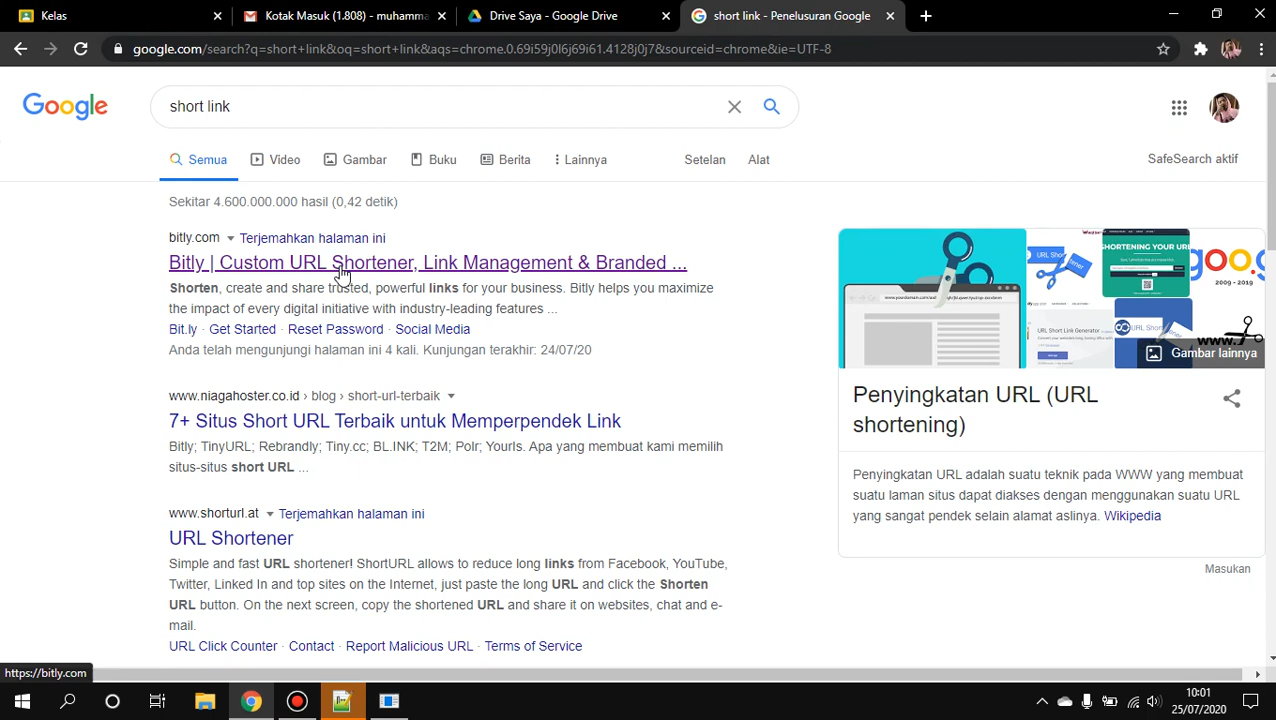 Kelas
Kotak Masuk (1.808) - muhamma
Drive Saya - Google Drive
short link - Penelusuran Google
google.com/search?q=short+link&oq=short+link&aqs=chrome.0.69i59j0l6j69i61.4128j0j7&sourceid=chrome&ie=UTF-8
Google
short link
Semua
Video
Gambar
Buku
Berita
Lainnya
Setelan
Alat
SafeSearch aktif
Sekitar 4.600.000.000 hasil (0,42 detik)
bitly.com Terjemahkan halaman ini
Bitly | Custom URL Shortener, Link Management & Branded ...
Shorten, create and share trusted, powerful links for your business. Bitly helps you maximize
the impact of every digital initiative with industry-leading features ...
Bit.ly · Get Started · Reset Password · Social Media
Anda telah mengunjungi halaman ini 4 kali. Kunjungan terakhir: 24/07/20
www.niagahoster.co.id › blog › short-url-terbaik
7+ Situs Short URL Terbaik untuk Memperpendek Link
Bitly; TinyURL; Rebrandly; Tiny.cc; BL.INK; T2M; Polr; Yourls. Apa yang membuat kami memilih
situs-situs short URL ...
www.shorturl.at Terjemahkan halaman ini
URL Shortener
Simple and fast URL shortener! ShortURL allows to reduce long links from Facebook, YouTube,
Twitter, Linked In and top sites on the Internet, just paste the long URL and click the Shorten
URL button. On the next screen, copy the shortened URL and share it on websites, chat and e-
mail.
URL Click Counter · Contact · Report Malicious URL · Terms of Service
SHORTENING YOUR URL
goo.g
2009 - 2019
URL Short Link Generator
Gambar lainnya
Penyingkatan URL (URL
shortening)
Penyingkatan URL adalah suatu teknik pada WWW yang membuat
suatu laman situs dapat diakses dengan menggunakan suatu URL
yang sangat pendek selain alamat aslinya. Wikipedia
Masukan
https://bitly.com
10:01
25/07/2020